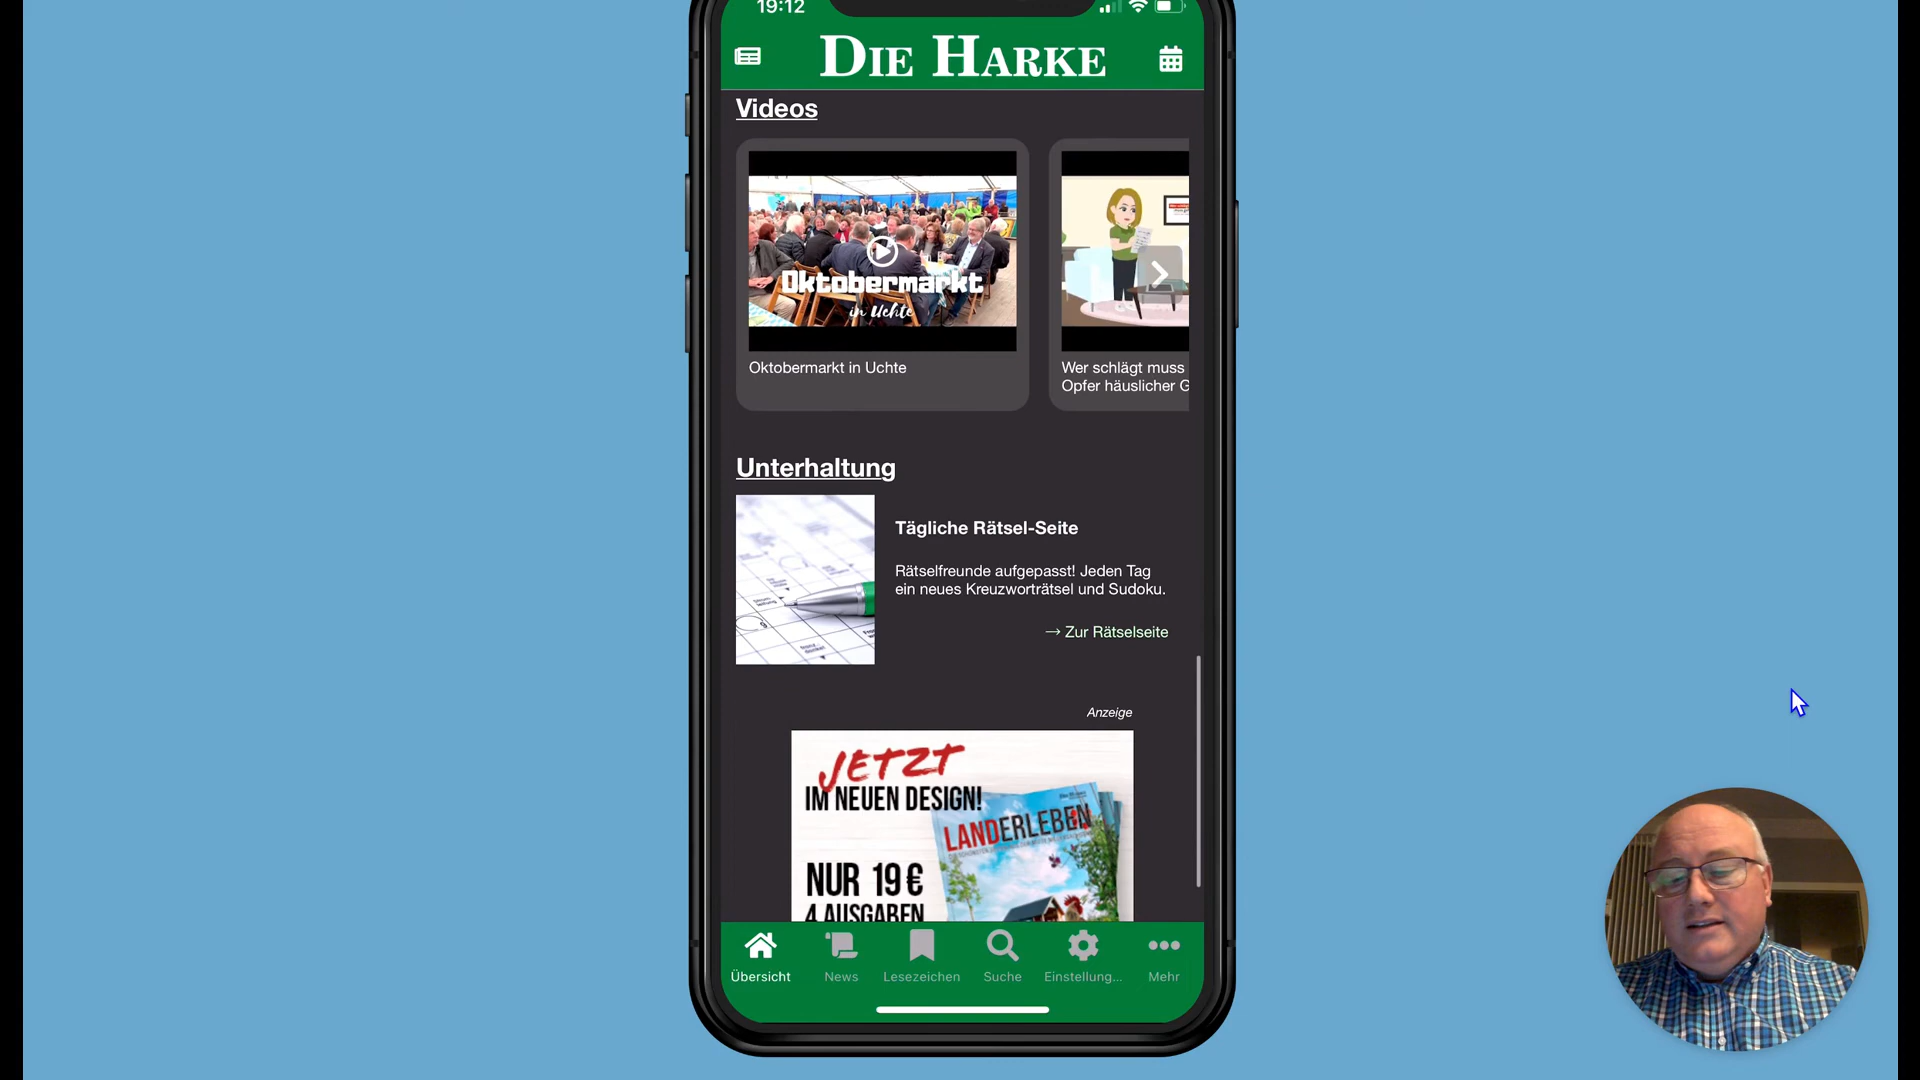 19:12
DIE HARKE
Videos
Oktobermarkt
in Uchte
Oktobermarkt in Uchte
Wer schlägt muss
Opfer häuslicher G
Unterhaltung
Tägliche Rätsel-Seite
Rätselfreunde aufgepasst! Jeden Tag
ein neues Kreuzworträtsel und Sudoku.
→ Zur Rätselseite
Anzeige
JETZT
IM NEUEN DESIGN!
LANDERLEBEN
NUR 19 €
4 AUSGABEN
Übersicht
News
Lesezeichen
Suche
Einstellung...
Mehr